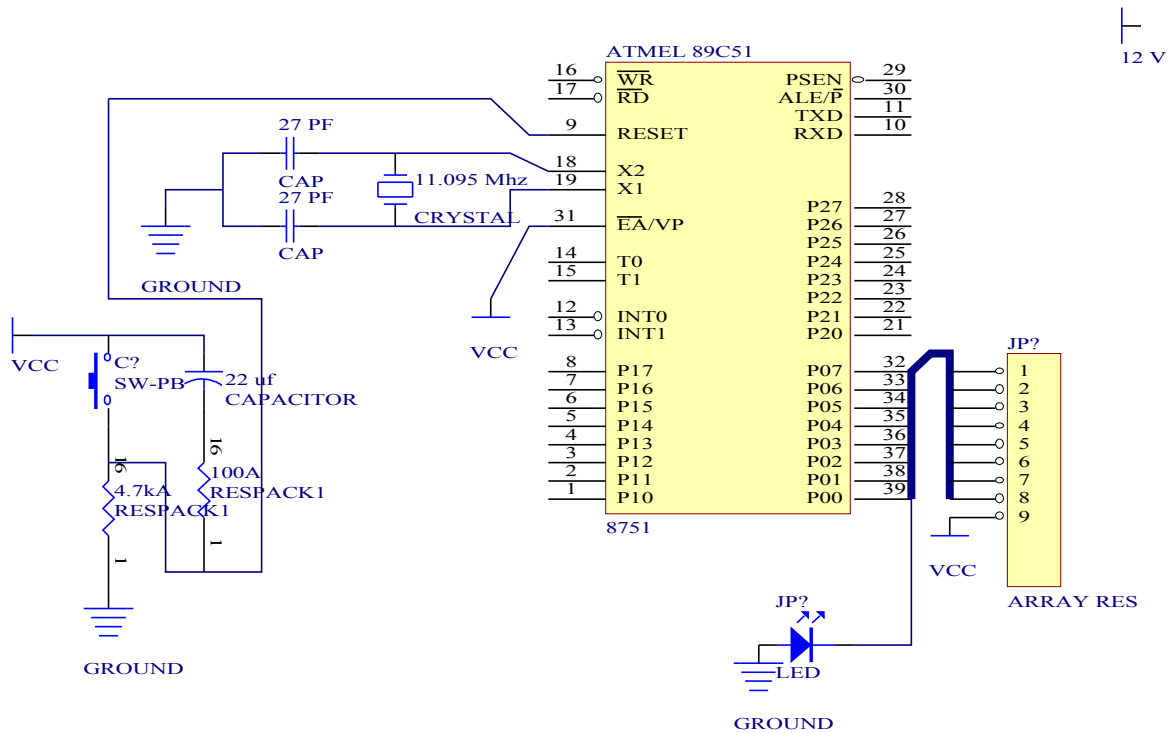 12 V
ATMEL 89C51
16 WR PSEN 29
17 RD ALE/P 30
TXD 11
9 RESET RXD 10
27 PF
CAP
18 X2
19 X1
11.095 Mhz
27 PF
CRYSTAL
CAP
GROUND
31 EA/VP
P27 28
P26 27
P25 26
14 T0 P24 25
15 T1 P23 24
P22 23
12 INT0 P21 22
13 INT1 P20 21
VCC
VCC
C?
SW-PB
22 uf
CAPACITOR
8 P17 P07 32
7 P16 P06 33
6 P15 P05 34
5 P14 P04 35
4 P13 P03 36
3 P12 P02 37
2 P11 P01 38
1 P10 P00 39
8751
JP?
1
2
3
4
5
6
7
8
9
VCC
ARRAY RES
16
16
4.7kA
RESPACK1
100A
RESPACK1
1
1
GROUND
JP?
LED
GROUND